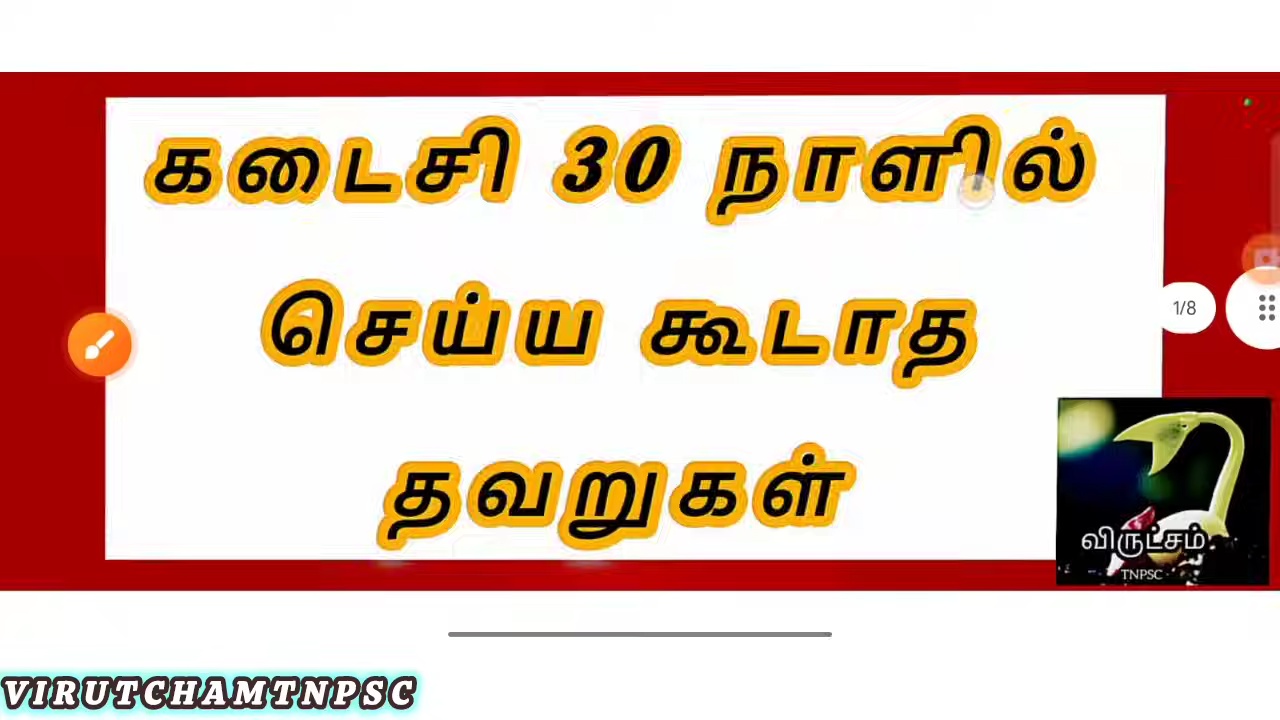 கடைசி 30 நாளில்
செய்ய கூடாத
தவறுகள்
1/8
விருட்சம்
TNPSC
VIRUTCHAMTNPSC